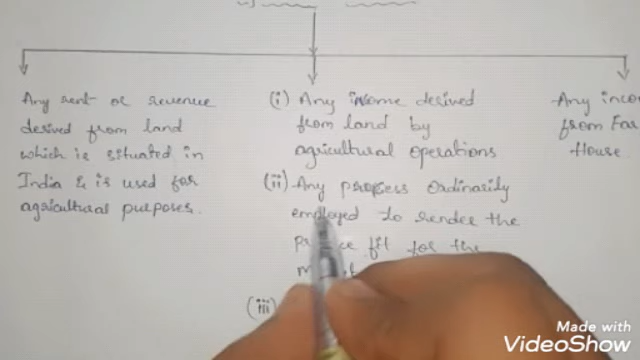 Any rent or revenue
derived from land
which is situated in
India & is used for
agricultural purposes.
(i) Any income derived
from land by
agricultural operations
(ii) Any process ordinarily
employed to render the
fit for the
(iii)
Any
from
House.
Made with
VideoShow